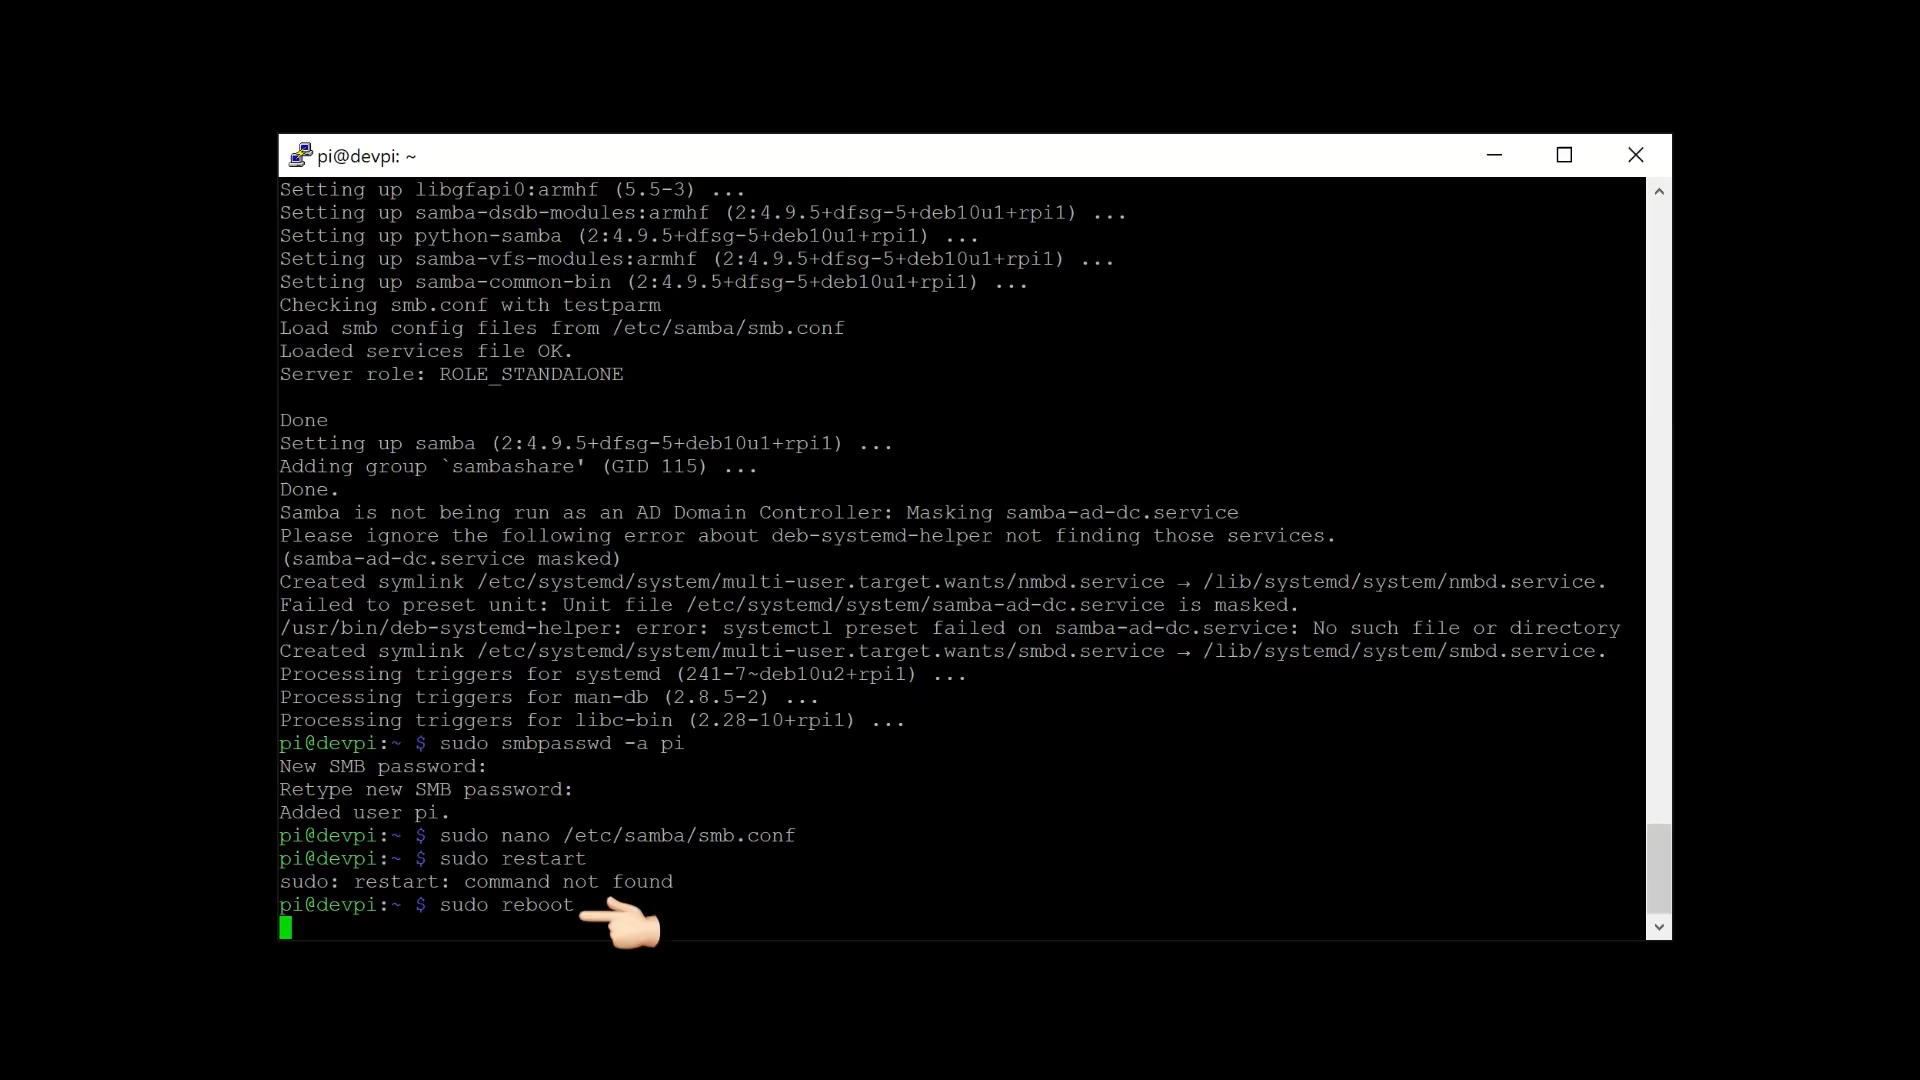 pi@devpi: ~
Setting up libgfapi0:armhf (5.5-3) ...
Setting up samba-dsdb-modules:armhf (2:4.9.5+dfsg-5+deb10u1+rpi1) ...
Setting up python-samba (2:4.9.5+dfsg-5+deb10u1+rpi1) ...
Setting up samba-vfs-modules:armhf (2:4.9.5+dfsg-5+deb10u1+rpi1) ...
Setting up samba-common-bin (2:4.9.5+dfsg-5+deb10u1+rpi1) ...
Checking smb.conf with testparm
Load smb config files from /etc/samba/smb.conf
Loaded services file OK.
Server role: ROLE_STANDALONE
Done
Setting up samba (2:4.9.5+dfsg-5+deb10u1+rpi1) ...
Adding group `sambashare' (GID 115) ...
Done.
Samba is not being run as an AD Domain Controller: Masking samba-ad-dc.service
Please ignore the following error about deb-systemd-helper not finding those services.
(samba-ad-dc.service masked)
Created symlink /etc/systemd/system/multi-user.target.wants/nmbd.service → /lib/systemd/system/nmbd.service.
Failed to preset unit: Unit file /etc/systemd/system/samba-ad-dc.service is masked.
/usr/bin/deb-systemd-helper: error: systemctl preset failed on samba-ad-dc.service: No such file or directory
Created symlink /etc/systemd/system/multi-user.target.wants/smbd.service → /lib/systemd/system/smbd.service.
Processing triggers for systemd (241-7~deb10u2+rpi1) ...
Processing triggers for man-db (2.8.5-2) ...
Processing triggers for libc-bin (2.28-10+rpi1) ...
pi@devpi:~ $ sudo smbpasswd -a pi
New SMB password:
Retype new SMB password:
Added user pi.
pi@devpi:~ $ sudo nano /etc/samba/smb.conf
pi@devpi:~ $ sudo restart
sudo: restart: command not found
pi@devpi:~ $ sudo reboot